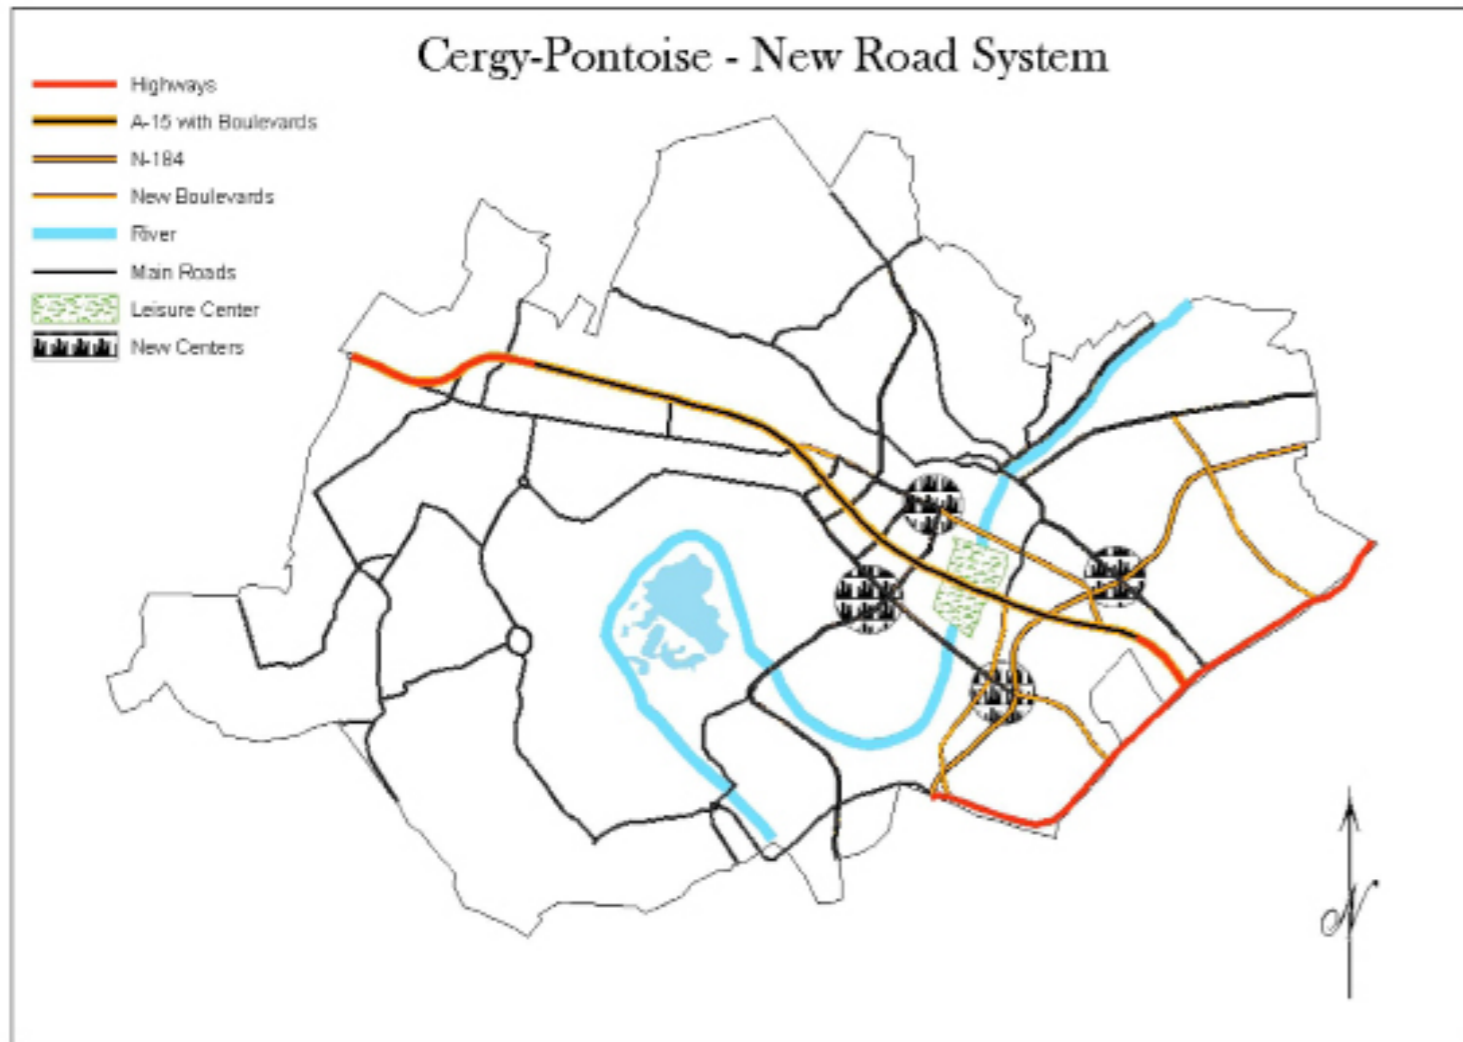 Cergy-Pontoise - New Road System
Highways
A-15 with Boulevards
N-184
New Boulevards
River
Main Roads
Leisure Center
New Centers
N